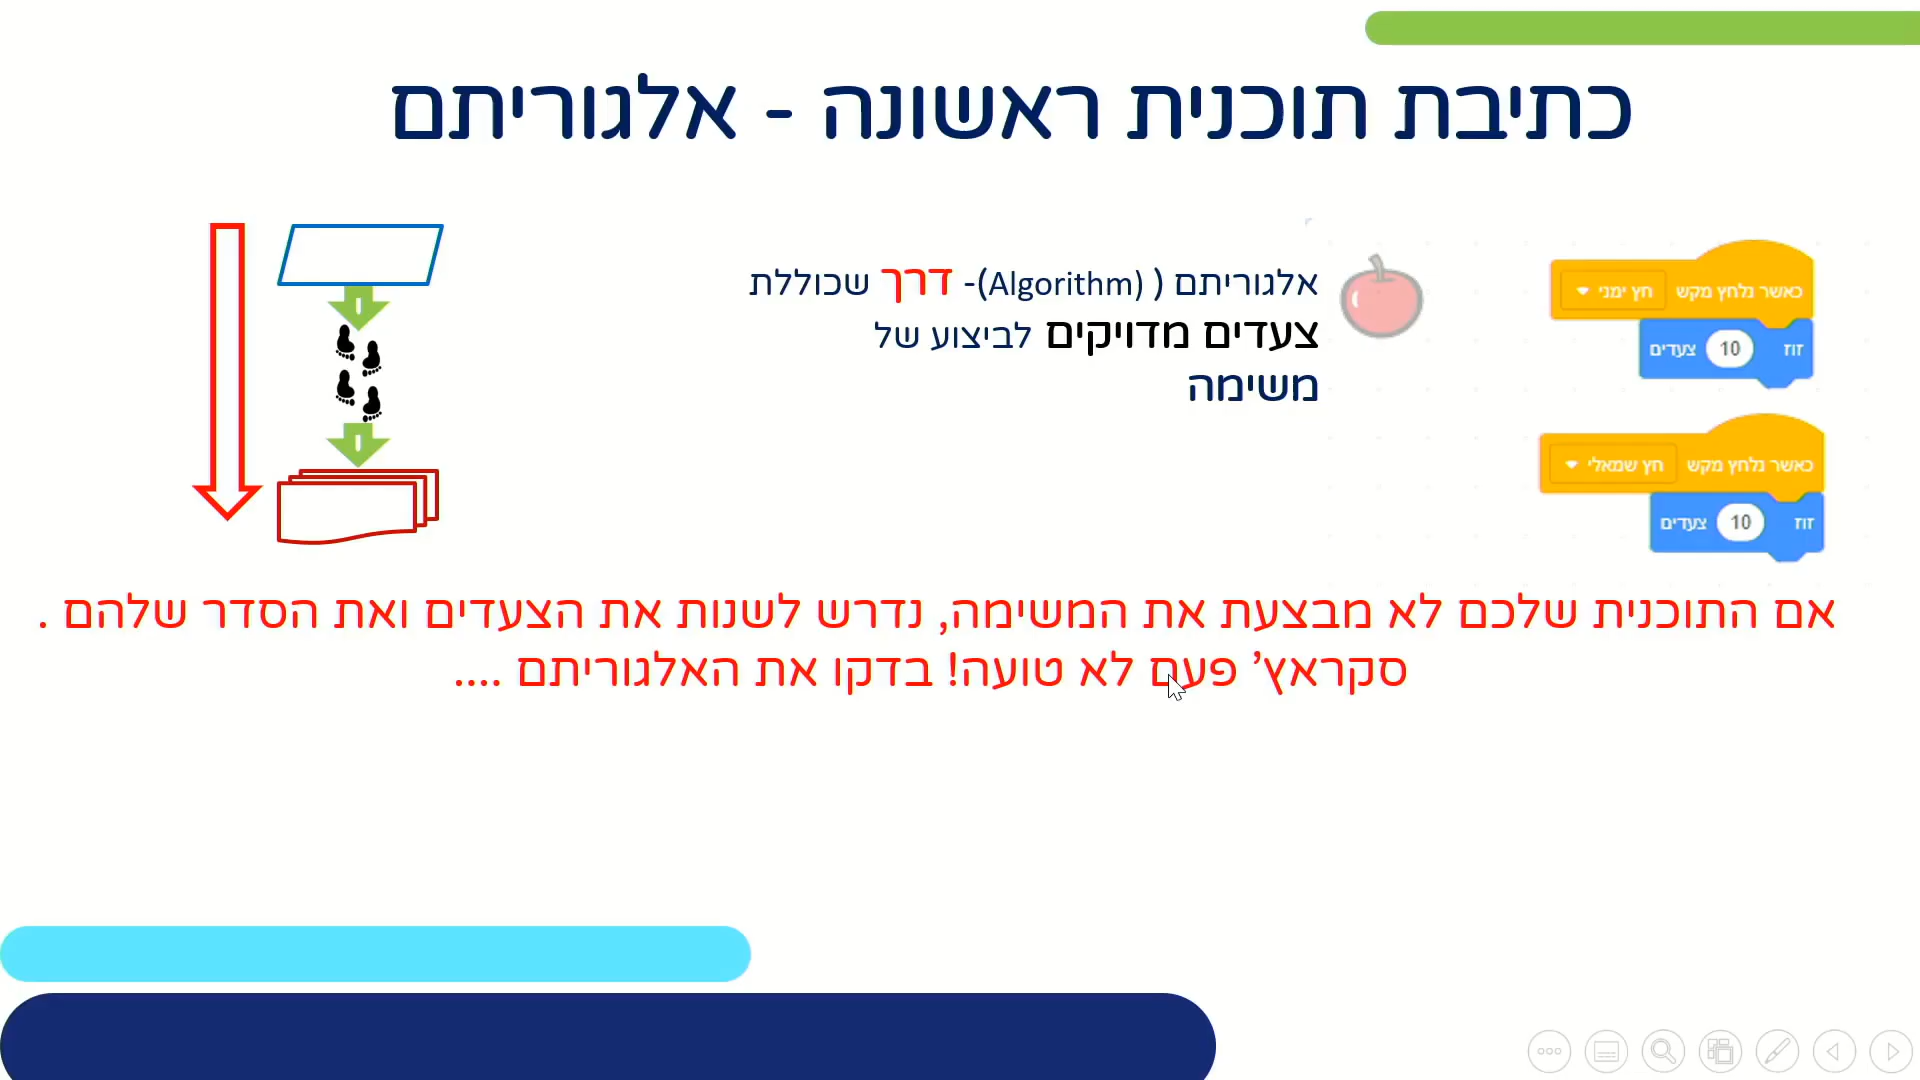 כתיבת תוכנית ראשונה - אלגוריתם
אלגוריתם ( (Algorithm)- דרך שכוללת
צעדים מדויקים לביצוע של
משימה
כאשר נלחץ מקש חץ ימני
זוז 10 צעדים
כאשר נלחץ מקש חץ שמאלי
זוז 10 צעדים
אם התוכנית שלכם לא מבצעת את המשימה, נדרש לשנות את הצעדים ואת הסדר שלהם .
סקראץ' פעם לא טועה! בדקו את האלגוריתם ....